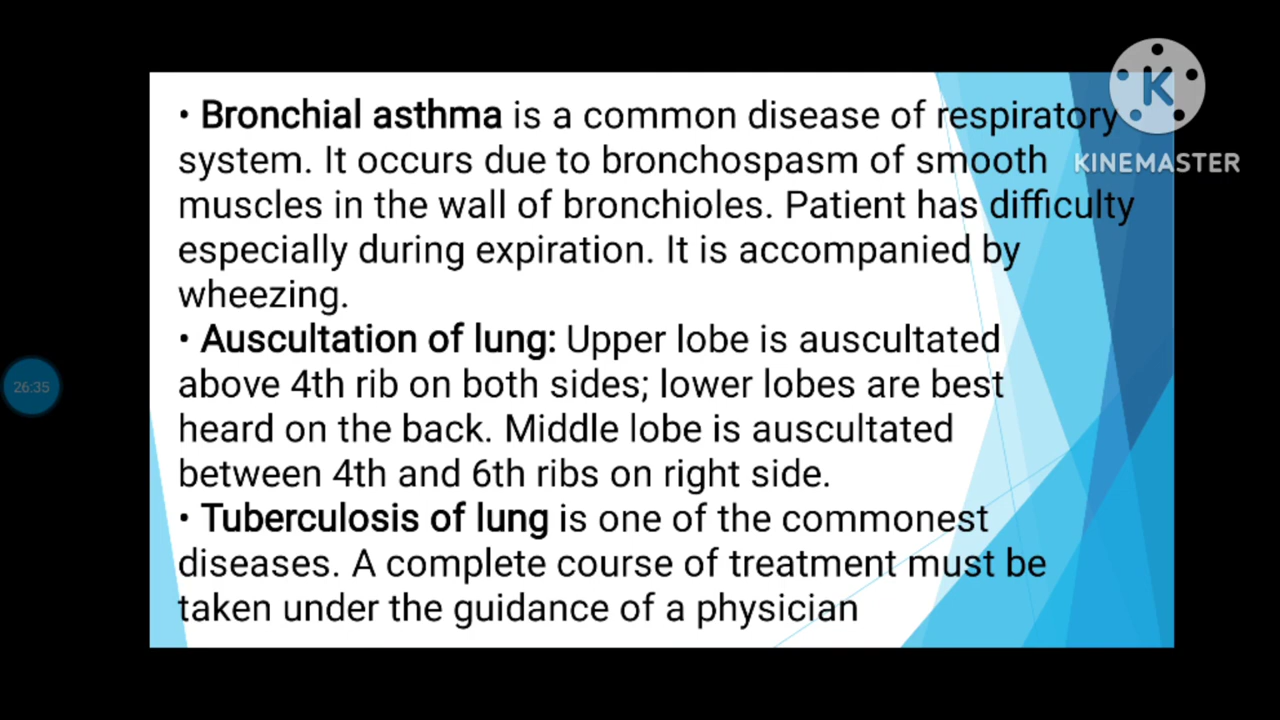 • Bronchial asthma is a common disease of respiratory
system. It occurs due to bronchospasm of smooth
muscles in the wall of bronchioles. Patient has difficulty
especially during expiration. It is accompanied by
wheezing.
• Auscultation of lung: Upper lobe is auscultated
above 4th rib on both sides; lower lobes are best
heard on the back. Middle lobe is auscultated
between 4th and 6th ribs on right side.
• Tuberculosis of lung is one of the commonest
diseases. A complete course of treatment must be
taken under the guidance of a physician
K
KINEMASTER
26:35